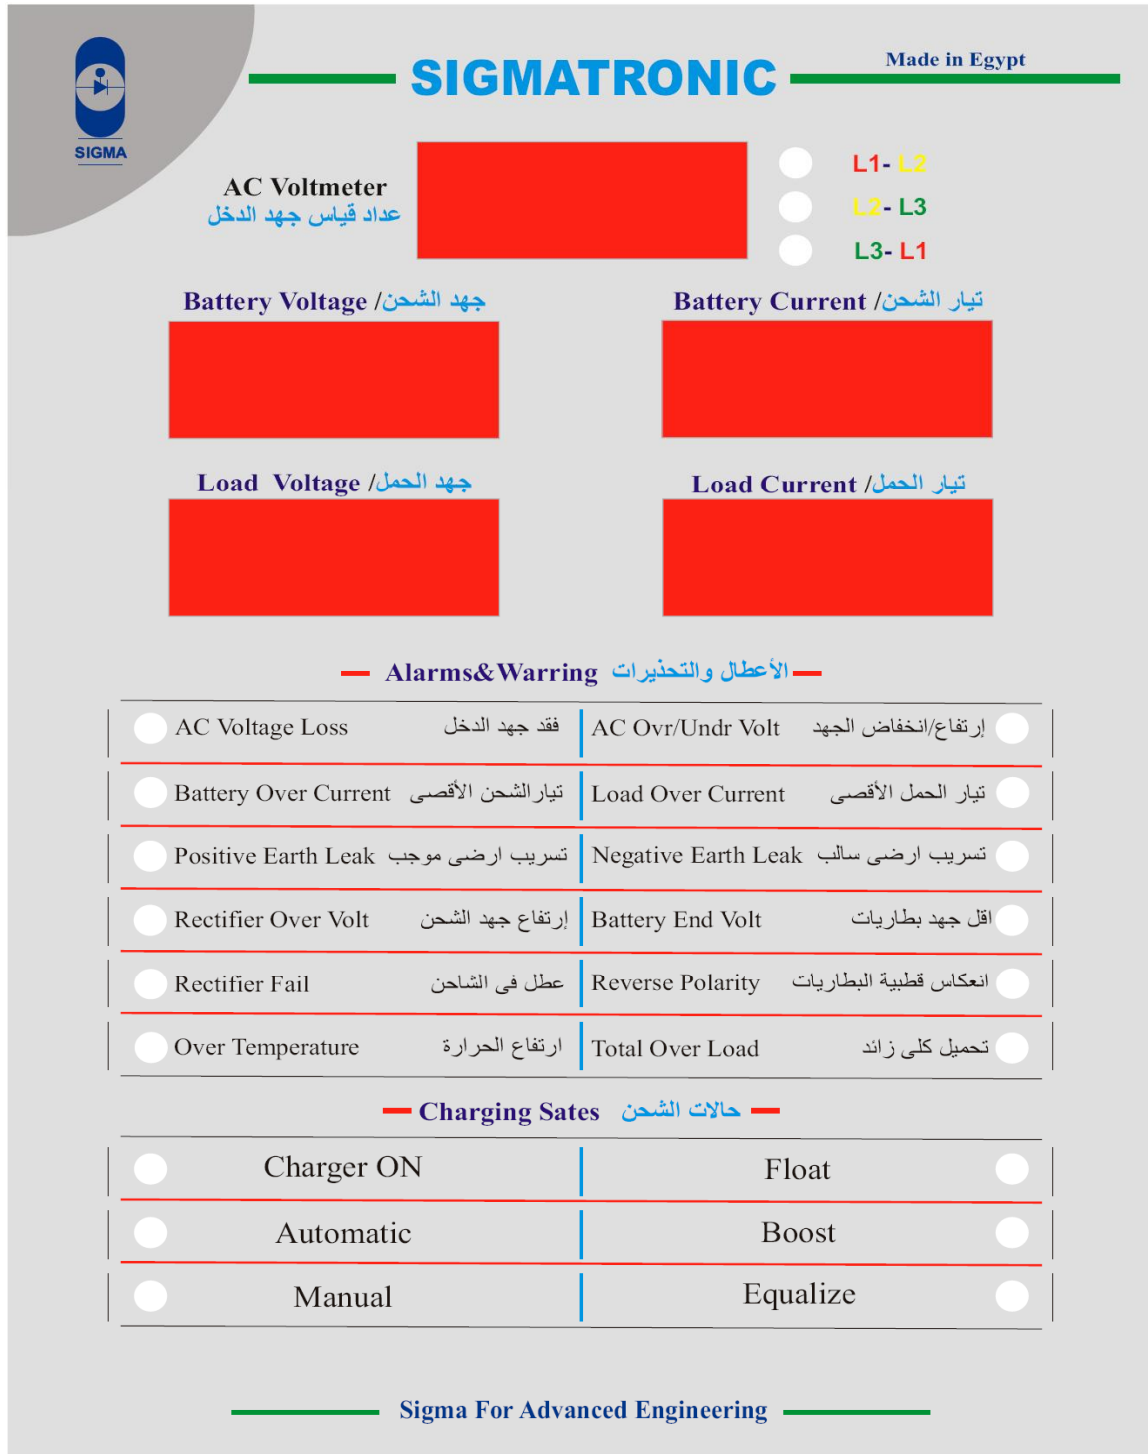 Made in Egypt
SIGMATRONIC
SIGMA
AC Voltmeter
عداد قياس جهد الدخل
L1- L2
L2- L3
L3- L1
Battery Voltage /جهد الشحن
Battery Current /تيار الشحن
Load Voltage /جهد الحمل
Load Current /تيار الحمل
Alarms&Warring الأعطال والتحذيرات
AC Voltage Loss فقد جهد الدخل
AC Ovr/Undr Volt إرتفاع/انخفاض الجهد
Battery Over Current تيارالشحن الأقصى
Load Over Current تيار الحمل الأقصى
Positive Earth Leak تسريب ارضى موجب
Negative Earth Leak تسريب ارضى سالب
Rectifier Over Volt إرتفاع جهد الشحن
Battery End Volt اقل جهد بطاريات
Rectifier Fail عطل فى الشاحن
Reverse Polarity انعكاس قطبية البطاريات
Over Temperature ارتفاع الحرارة
Total Over Load تحميل كلى زائد
Charging Sates حالات الشحن
Charger ON
Float
Automatic
Boost
Manual
Equalize
Sigma For Advanced Engineering